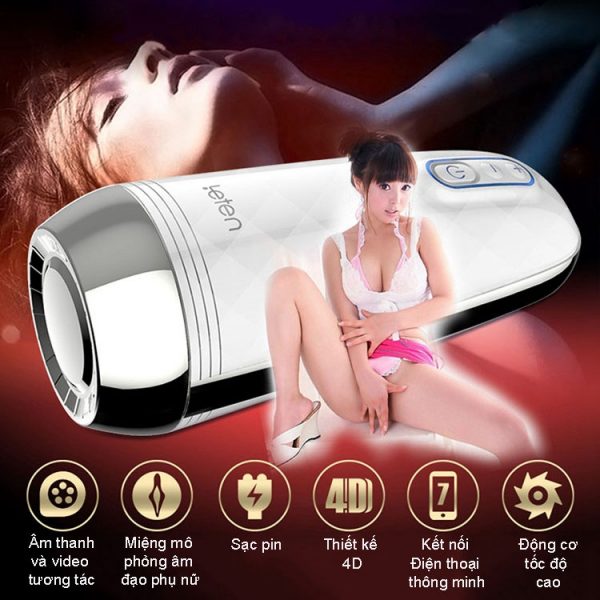 leten
Âm thanh
và video
tương tác
Miệng mô
phỏng âm
đạo phụ nữ
Sạc pin
4D
Thiết kế
4D
7
Kết nối
Điện thoại
thông minh
Động cơ
tốc độ
cao